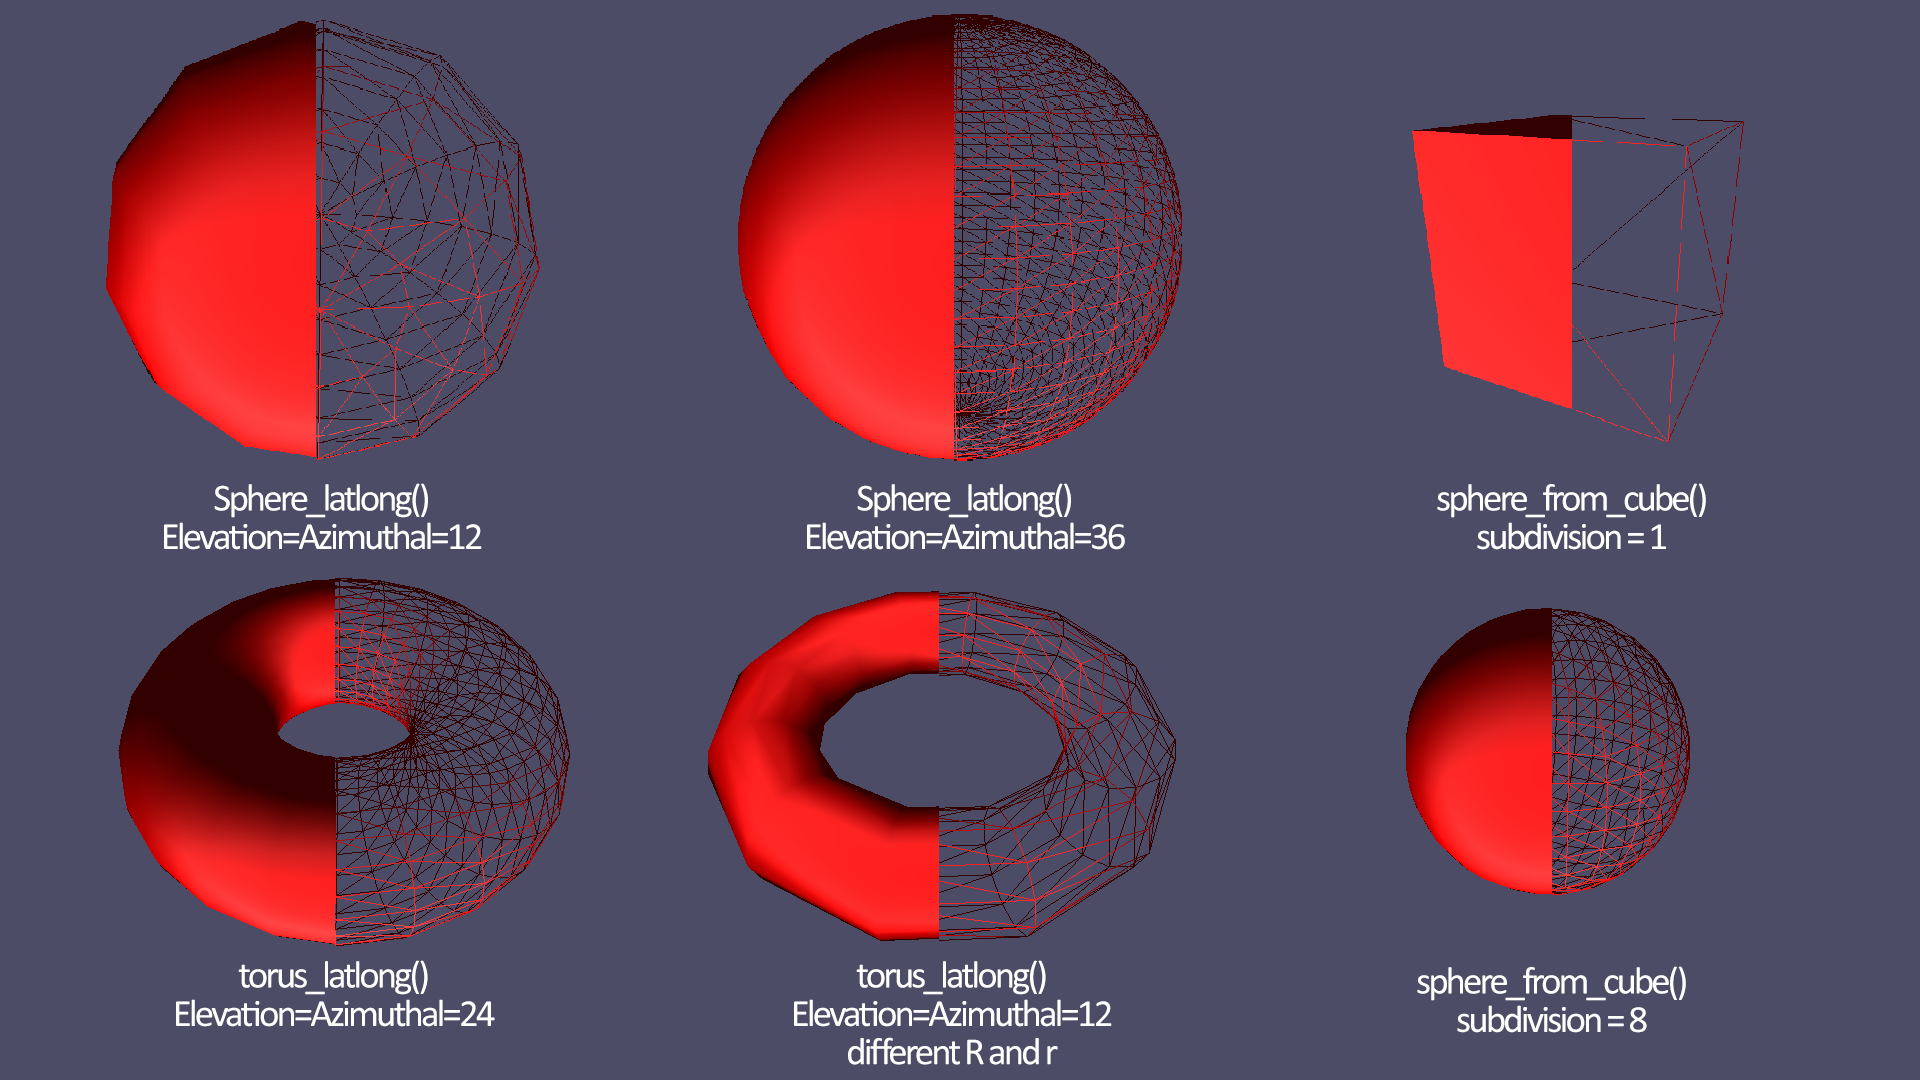 Sphere_latlong()
Elevation=Azimuthal=12
Sphere_latlong()
Elevation=Azimuthal=36
sphere_from_cube()
subdivision = 1
torus_latlong()
Elevation=Azimuthal=24
torus_latlong()
Elevation=Azimuthal=12
different R and r
sphere_from_cube()
subdivision = 8